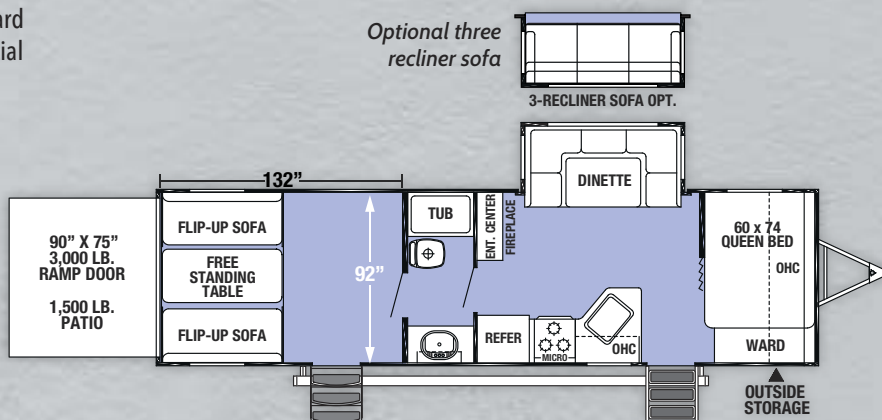 ard
ial
Optional three
recliner sofa
3-RECLINER SOFA OPT.
132”
DINETTE
FLIP-UP SOFA
TUB
ENT. CENTER
FIREPLACE
60 x 74
QUEEN BED
OHC
90” X 75”
3,000 LB.
RAMP DOOR
1,500 LB.
PATIO
FREE
STANDING
TABLE
92”
FLIP-UP SOFA
REFER
MICRO
OHC
WARD
OUTSIDE
STORAGE